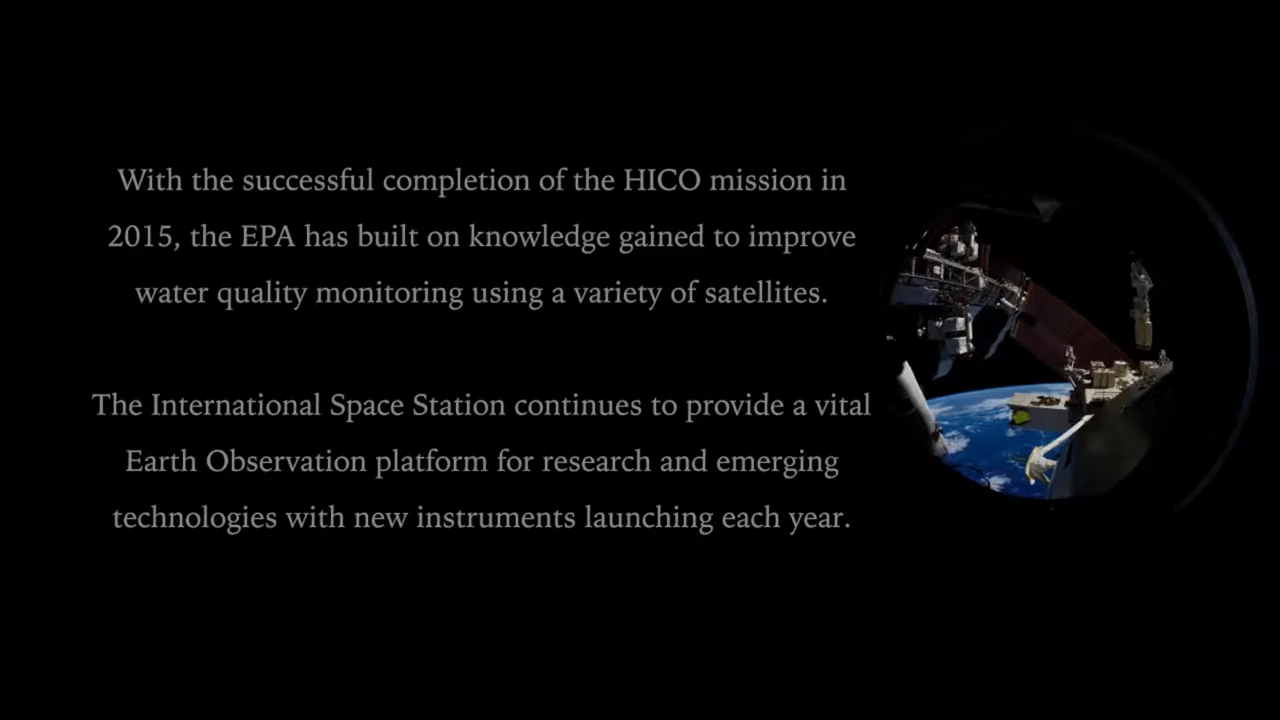 With the successful completion of the HICO mission in
2015, the EPA has built on knowledge gained to improve
water quality monitoring using a variety of satellites.
The International Space Station continues to provide a vital
Earth Observation platform for research and emerging
technologies with new instruments launching each year.